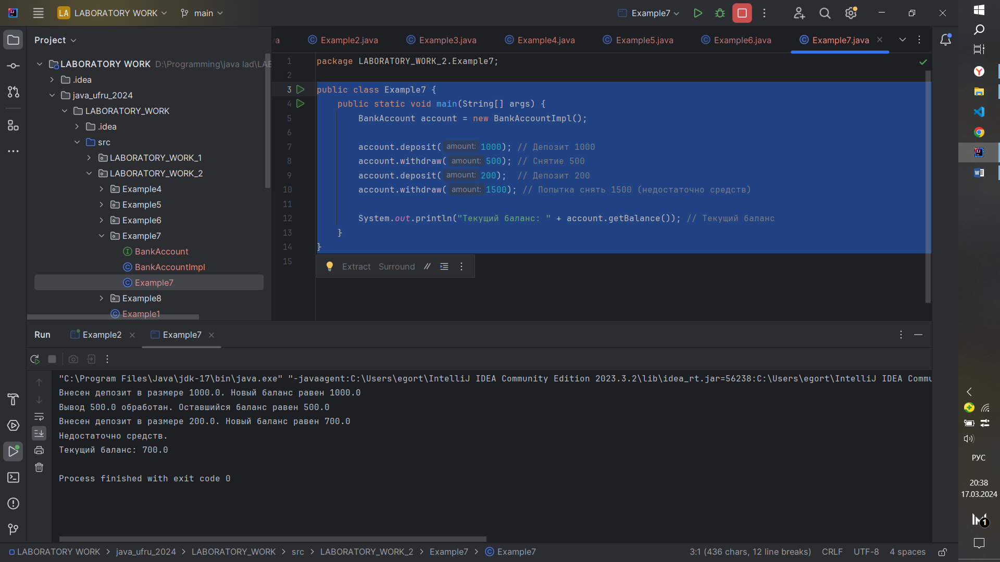 LA LABORATORY WORK main Example7
Project
LABORATORY WORK D:\Programming\java lad\LAB
.idea
java_ufru_2024
LABORATORY_WORK
.idea
src
LABORATORY_WORK_1
LABORATORY_WORK_2
Example4
Example5
Example6
Example7
BankAccount
BankAccountImpl
Example7
Example8
Example1
Example2.java Example3.java Example4.java Example5.java Example6.java Example7.java
1 package LABORATORY_WORK_2.Example7;
2
3 public class Example7 {
4 public static void main(String[] args) {
5 BankAccount account = new BankAccountImpl();
6
7 account.deposit( amount: 1000); // Депозит 1000
8 account.withdraw( amount: 500); // Снятие 500
9 account.deposit( amount: 200); // Депозит 200
10 account.withdraw( amount: 1500); // Попытка снять 1500 (недостаточно средств)
11
12 System.out.println("Текущий баланс: " + account.getBalance()); // Текущий баланс
13 }
14 }
15
Extract Surround
Run Example2 Example7
"C:\Program Files\Java\jdk-17\bin\java.exe" "-javaagent:C:\Users\egort\IntelliJ IDEA Community Edition 2023.3.2\lib\idea_rt.jar=56238:C:\Users\egort\IntelliJ IDEA Commu
Внесен депозит в размере 1000.0. Новый баланс равен 1000.0
Вывод 500.0 обработан. Оставшийся баланс равен 500.0
Внесен депозит в размере 200.0. Новый баланс равен 700.0
Недостаточно средств.
Текущий баланс: 700.0
Process finished with exit code 0
LABORATORY WORK > java_ufru_2024 > LABORATORY_WORK > src > LABORATORY_WORK_2 > Example7 > Example7
3:1 (436 chars, 12 line breaks) CRLF UTF-8 4 spaces
РУС
20:38
17.03.2024
1